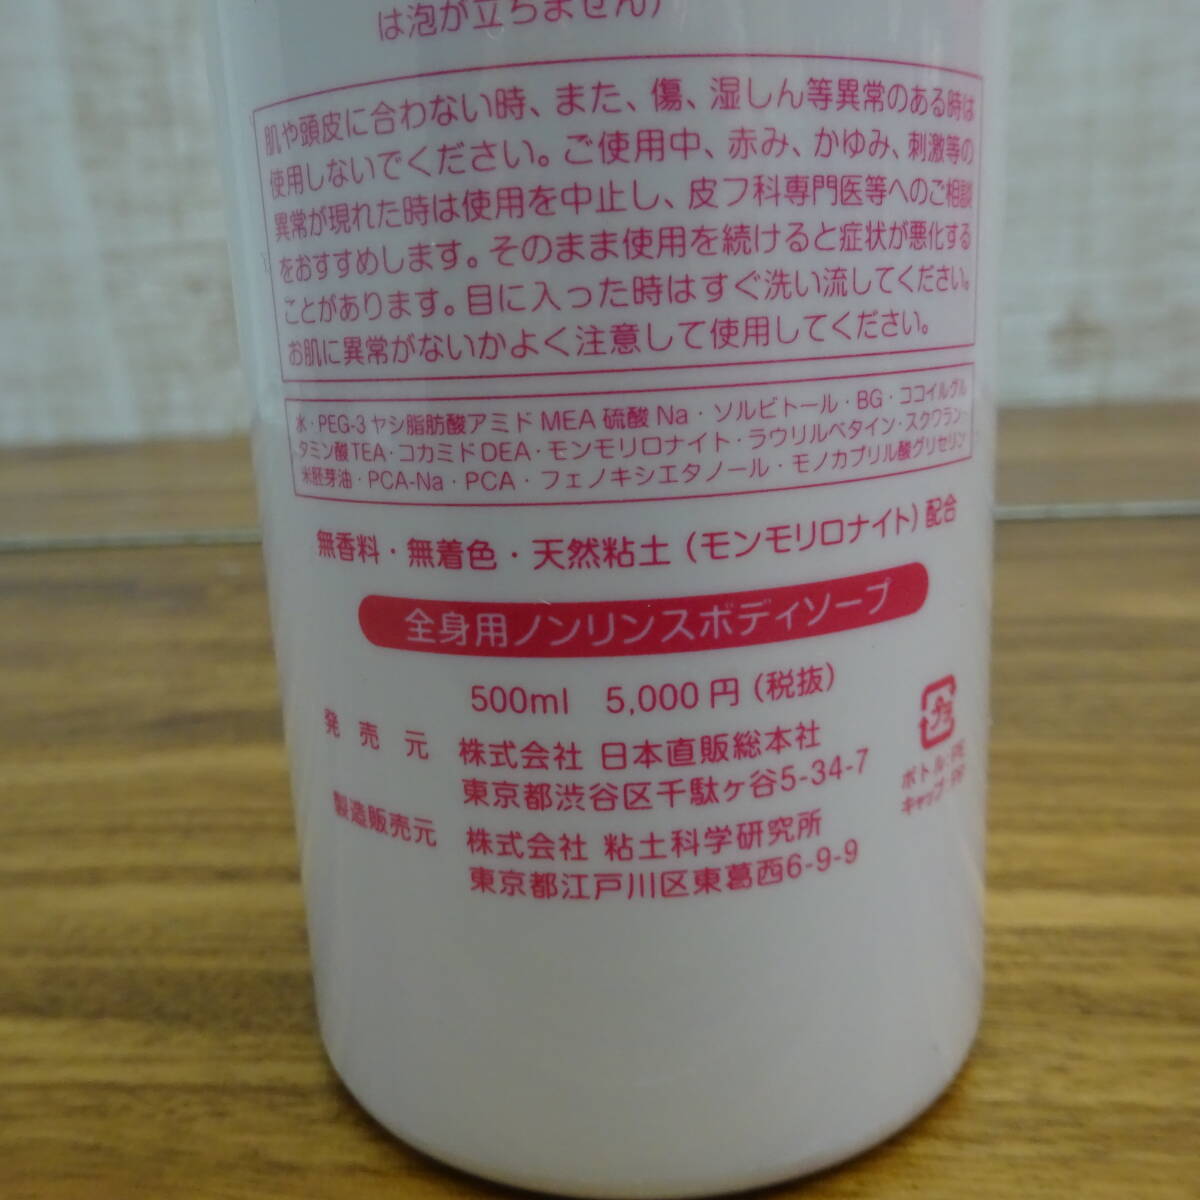 は泡が立ちません）
肌や頭皮に合わない時、また、傷、湿しん等異常のある時は
使用しないでください。ご使用中、赤み、かゆみ、刺激等の
異常が現れた時は使用を中止し、皮フ科専門医等へのご相談
をおすすめします。そのまま使用を続けると症状が悪化する
ことがあります。目に入った時はすぐ洗い流してください。
お肌に異常がないかよく注意して使用してください。
水・PEG-3ヤシ脂肪酸アミドMEA硫酸Na・ソルビトール・BG・ココイルグル
タミン酸TEA・コカミドDEA・モンモリロナイト・ラウリルベタイン・スクワラン・
米胚芽油・PCA-Na・PCA・フェノキシエタノール・モノカプリル酸グリセリン
無香料・無着色・天然粘土（モンモリロナイト）配合
全身用ノンリンスボディソープ
500ml 5,000円（税抜）
発売元 株式会社 日本直販総本社
東京都渋谷区千駄ヶ谷5-34-7
製造販売元 株式会社 粘土科学研究所
東京都江戸川区東葛西6-9-9
プラ
ボトル:PE
キャップ:PP